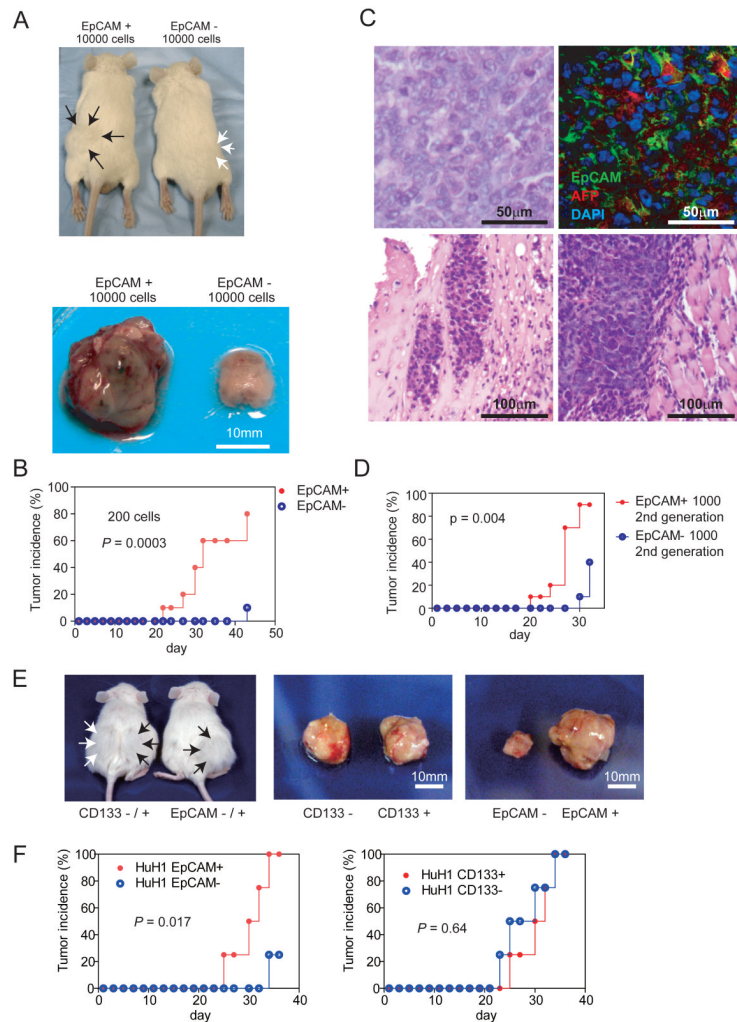 A
EpCAM +
10000 cells
EpCAM -
10000 cells
EpCAM +
10000 cells
EpCAM -
10000 cells
10mm
B
Tumor incidence (%)
100
80
60
40
20
0
200 cells
P = 0.0003
EpCAM+
EpCAM-
0 10 20 30 40 50
day
C
50μm
EpCAM
AFP
DAPI
50μm
100μm
100μm
D
Tumor incidence (%)
100
80
60
40
20
0
p = 0.004
EpCAM+ 1000
2nd generation
EpCAM- 1000
2nd generation
0 10 20 30
day
E
CD133 - / +
EpCAM - / +
10mm
CD133 -
CD133 +
10mm
EpCAM -
EpCAM +
F
Tumor incidence (%)
100
80
60
40
20
0
HuH1 EpCAM+
HuH1 EpCAM-
P = 0.017
0 10 20 30 40
day
Tumor incidence (%)
100
80
60
40
20
0
HuH1 CD133+
HuH1 CD133-
P = 0.64
0 10 20 30 40
day